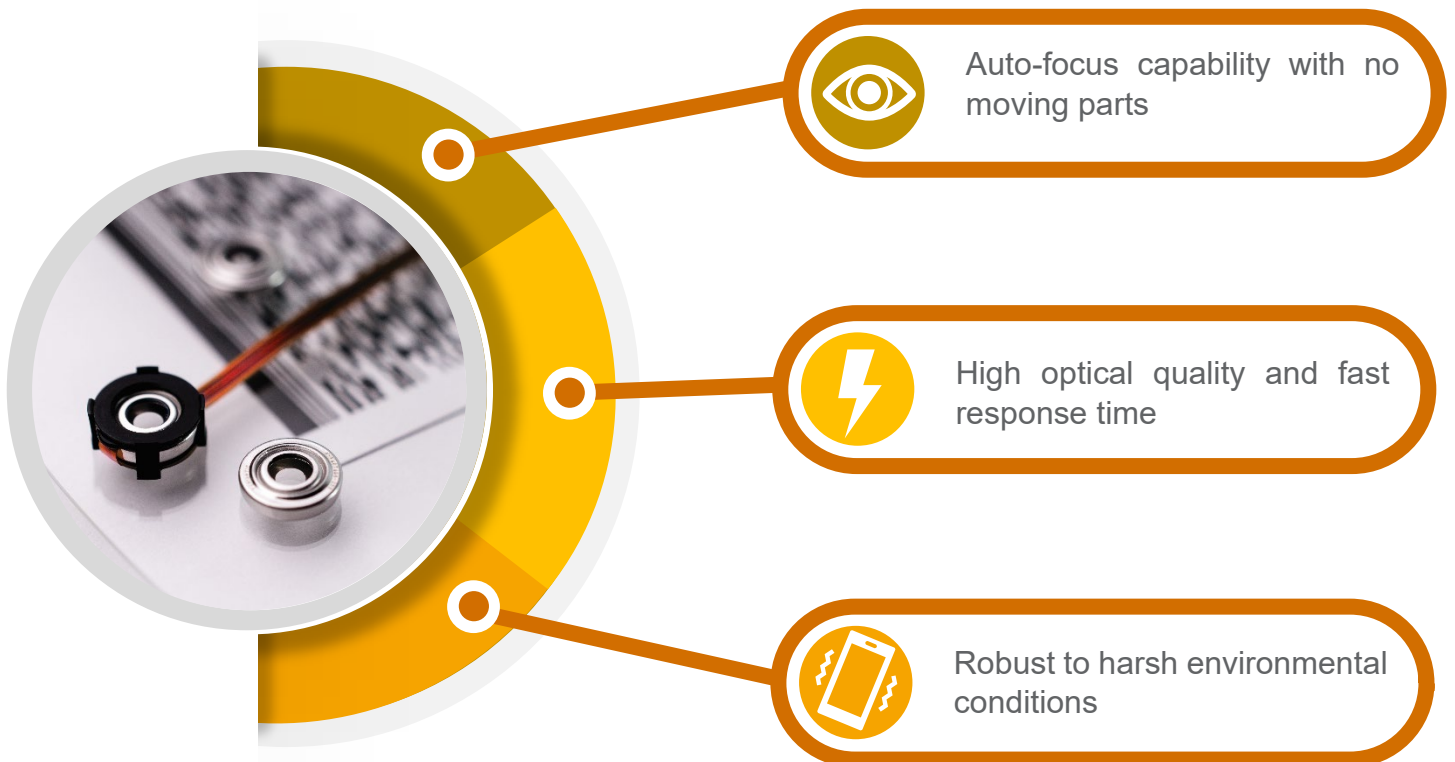 Auto-focus capability with no
moving parts
High optical quality and fast
response time
Robust to harsh environmental
conditions